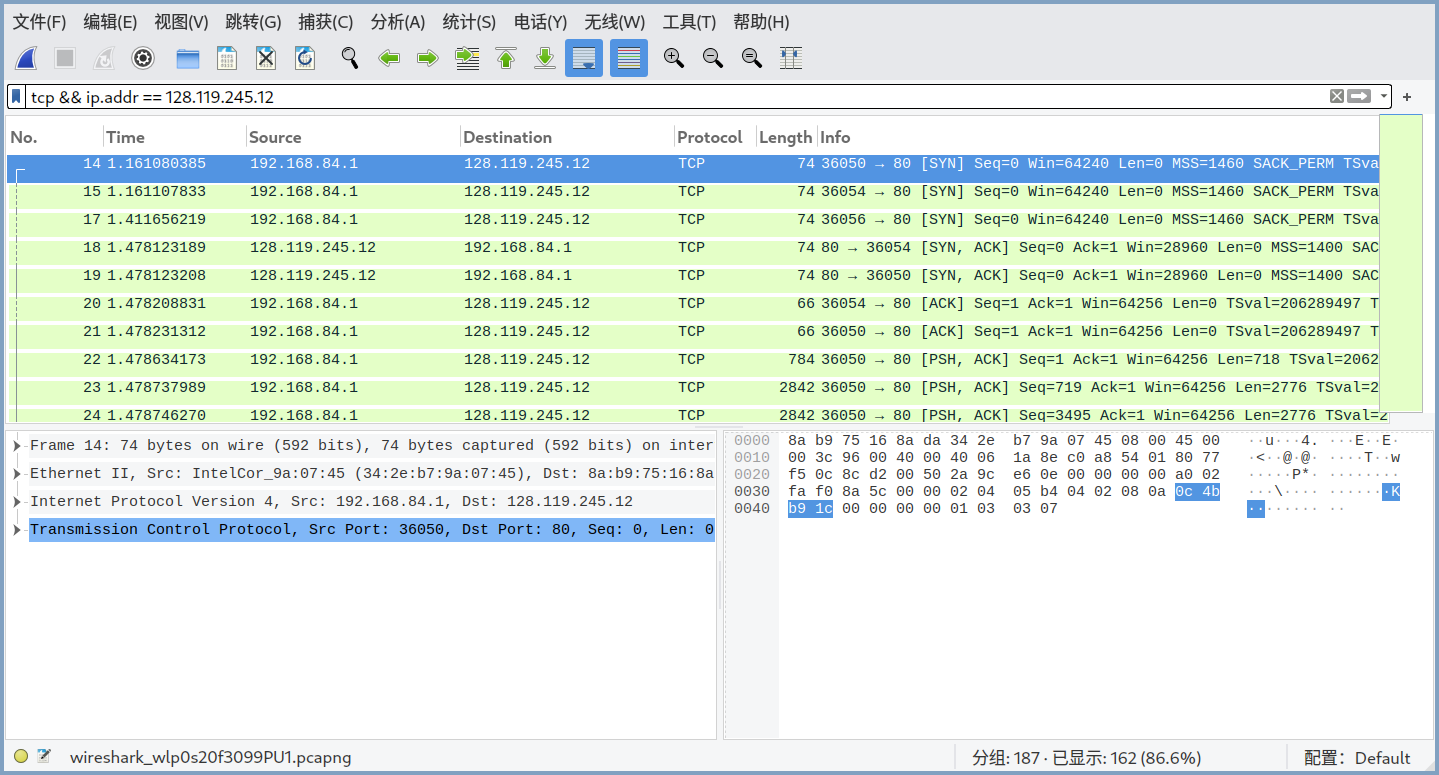 文件(F) 编辑(E) 视图(V) 跳转(G) 捕获(C) 分析(A) 统计(S) 电话(Y) 无线(W) 工具(T) 帮助(H)
tcp && ip.addr == 128.119.245.12
No. Time Source Destination Protocol Length Info
14 1.161080385 192.168.84.1 128.119.245.12 TCP 74 36050 → 80 [SYN] Seq=0 Win=64240 Len=0 MSS=1460 SACK_PERM TSva
15 1.161107833 192.168.84.1 128.119.245.12 TCP 74 36054 → 80 [SYN] Seq=0 Win=64240 Len=0 MSS=1460 SACK_PERM TSva
17 1.411656219 192.168.84.1 128.119.245.12 TCP 74 36056 → 80 [SYN] Seq=0 Win=64240 Len=0 MSS=1460 SACK_PERM TSva
18 1.478123189 128.119.245.12 192.168.84.1 TCP 74 80 → 36054 [SYN, ACK] Seq=0 Ack=1 Win=28960 Len=0 MSS=1400 SAC
19 1.478123208 128.119.245.12 192.168.84.1 TCP 74 80 → 36050 [SYN, ACK] Seq=0 Ack=1 Win=28960 Len=0 MSS=1400 SAC
20 1.478208831 192.168.84.1 128.119.245.12 TCP 66 36054 → 80 [ACK] Seq=1 Ack=1 Win=64256 Len=0 TSval=206289497 T
21 1.478231312 192.168.84.1 128.119.245.12 TCP 66 36050 → 80 [ACK] Seq=1 Ack=1 Win=64256 Len=0 TSval=206289497 T
22 1.478634173 192.168.84.1 128.119.245.12 TCP 784 36050 → 80 [PSH, ACK] Seq=1 Ack=1 Win=64256 Len=718 TSval=2062
23 1.478737989 192.168.84.1 128.119.245.12 TCP 2842 36050 → 80 [PSH, ACK] Seq=719 Ack=1 Win=64256 Len=2776 TSval=2
24 1.478746270 192.168.84.1 128.119.245.12 TCP 2842 36050 → 80 [PSH, ACK] Seq=3495 Ack=1 Win=64256 Len=2776 TSval=2
Frame 14: 74 bytes on wire (592 bits), 74 bytes captured (592 bits) on inter
Ethernet II, Src: IntelCor_9a:07:45 (34:2e:b7:9a:07:45), Dst: 8a:b9:75:16:8a
Internet Protocol Version 4, Src: 192.168.84.1, Dst: 128.119.245.12
Transmission Control Protocol, Src Port: 36050, Dst Port: 80, Seq: 0, Len: 0
0000 8a b9 75 16 8a da 34 2e b7 9a 07 45 08 00 45 00 ··u···4. ···E··E·
0010 00 3c 96 00 40 00 40 06 1a 8e c0 a8 54 01 80 77 ·<··@·@· ····T··w
0020 f5 0c 8c d2 00 50 2a 9c e6 0e 00 00 00 00 a0 02 ·····P*· ········
0030 fa f0 8a 5c 00 00 02 04 05 b4 04 02 08 0a 0c 4b ···\···· ·······K
0040 b9 1c 00 00 00 00 01 03 03 07 ········ ··
wireshark_wlp0s20f3099PU1.pcapng 分组: 187 · 已显示: 162 (86.6%) 配置: Default